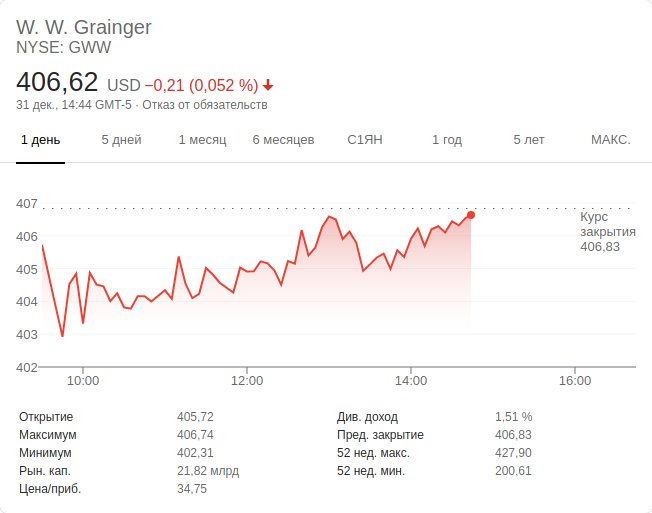 W. W. Grainger
NYSE: GWW
406,62 USD −0,21 (0,052 %)
31 дек., 14:44 GMT-5 · Отказ от обязательств
1 день 5 дней 1 месяц 6 месяцев С1ЯН 1 год 5 лет МАКС.
407
406
405
404
403
402
Курс
закрытия
406,83
10:00 12:00 14:00 16:00
Открытие 405,72 Див. доход 1,51 %
Максимум 406,74 Пред. закрытие 406,83
Минимум 402,31 52 нед. макс. 427,90
Рын. кап. 21,82 млрд 52 нед. мин. 200,61
Цена/приб. 34,75